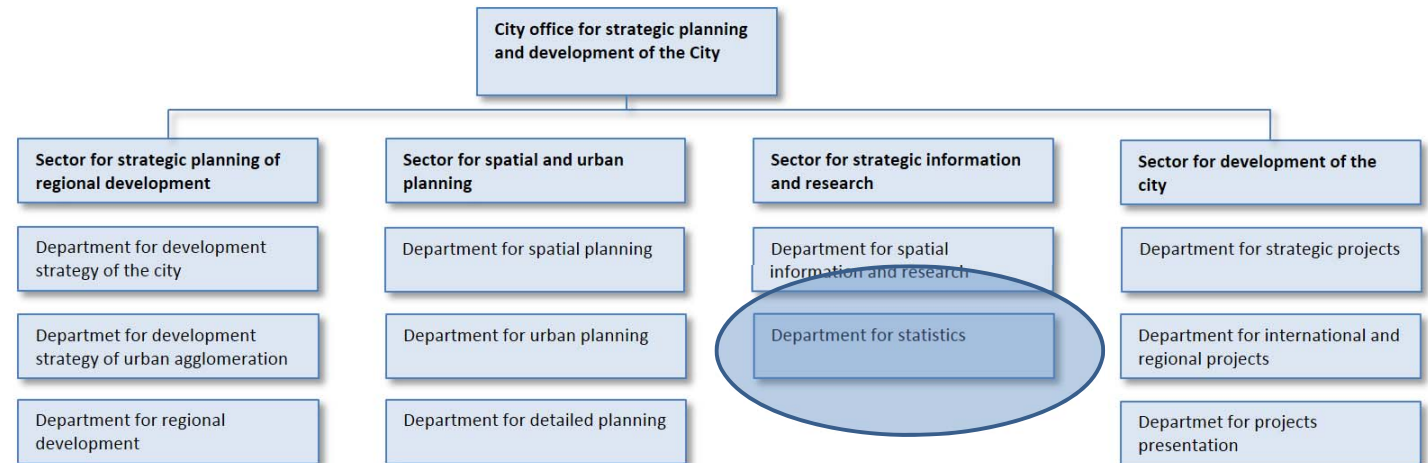 City office for strategic planning
and development of the City
Sector for strategic planning of
regional development
Sector for spatial and urban
planning
Sector for strategic information
and research
Sector for development of the
city
Department for development
strategy of the city
Department for spatial planning
Department for spatial
information and research
Department for strategic projects
Departmet for development
strategy of urban agglomeration
Department for urban planning
Department for statistics
Department for international and
regional projects
Department for regional
development
Department for detailed planning
Departmet for projects
presentation